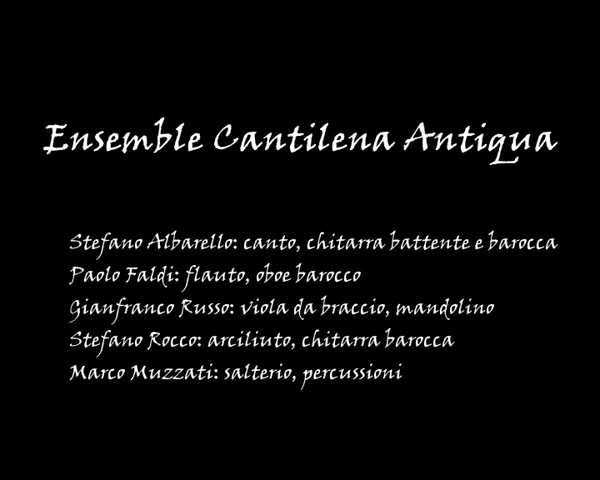 Ensemble Cantilena Antiqua
Stefano Albarello: canto, chitarra battente e barocca
Paolo Faldi: flauto, oboe barocco
Gianfranco Russo: viola da braccio, mandolino
Stefano Rocco: arciliuto, chitarra barocca
Marco Muzzati: salterio, percussioni